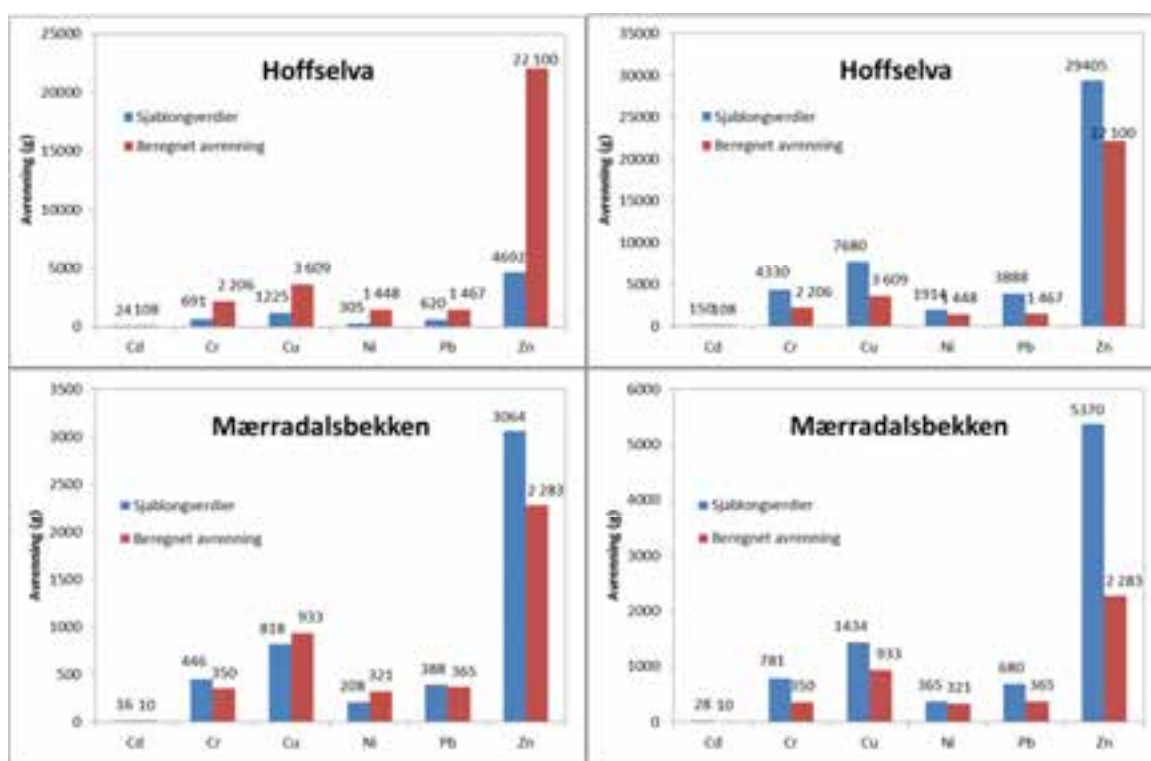 Hoffselva
Avrenning (g)
25000
20000
15000
10000
5000
0
Sjablongverdier
Beregnet avrenning
24 108
691 2 206
1225 3 609
305 1 448
620 1 467
4692 22 100
Cd Cr Cu Ni Pb Zn
Hoffselva
Avrenning (g)
35000
30000
25000
20000
15000
10000
5000
0
Sjablongverdier
Beregnet avrenning
150 108
4330 2 206
7680 3 609
1914 1 448
3888 1 467
29405 22 100
Cd Cr Cu Ni Pb Zn
Mærradalsbekken
Avrenning (g)
3500
3000
2500
2000
1500
1000
500
0
Sjablongverdier
Beregnet avrenning
16 10
446 350
818 933
208 321
388 365
3064 2 283
Cd Cr Cu Ni Pb Zn
Mærradalsbekken
Avrenning (g)
6000
5000
4000
3000
2000
1000
0
Sjablongverdier
Beregnet avrenning
28 10
781 350
1434 933
365 321
680 365
5370 2 283
Cd Cr Cu Ni Pb Zn